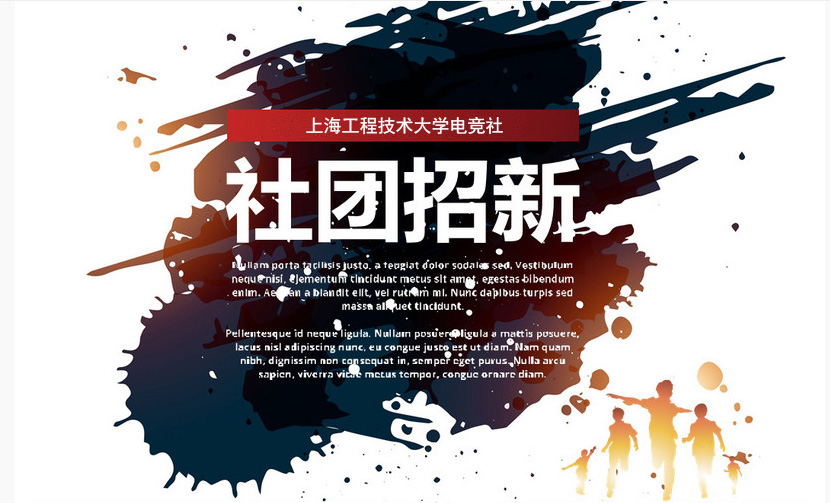 上海工程技术大学电竞社
社团招新
Nullam porta facilisis justo, a feugiat dolor sodales sed. Vestibulum
neque nisi, elementum tincidunt metus sit amet, egestas bibendum
enim. Aenean a blandit elit, vel rutrum mi. Nunc dapibus turpis sed
massa aliquet tincidunt.
Pellentesque id neque ligula. Nullam posuere ligula a mattis posuere,
lacus nisl adipiscing nunc, eu congue justo est ut diam. Nam quam
nibh, dignissim non consequat in, semper eget purus. Nulla arcu
sapien, viverra vitae metus tempor, congue ornare diam.